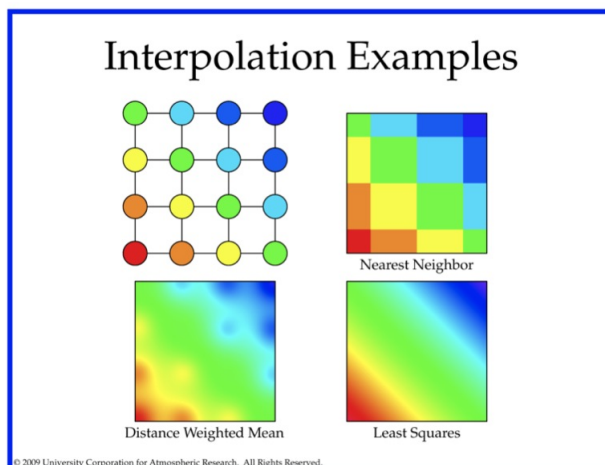 Interpolation Examples
Nearest Neighbor
Distance Weighted Mean
Least Squares
© 2009 University Corporation for Atmospheric Research. All Rights Reserved.